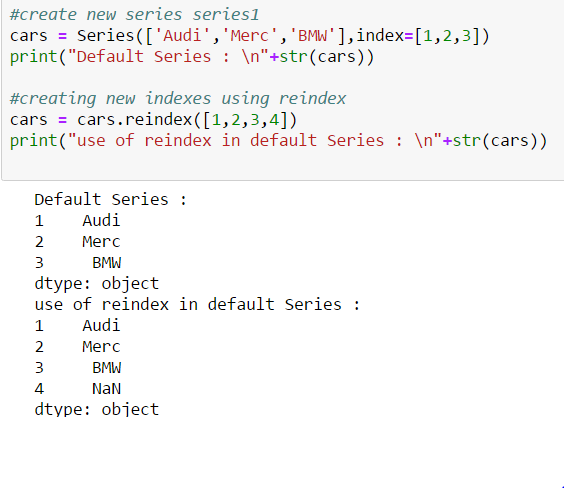 #create new series series1
cars = Series(['Audi','Merc','BMW'],index=[1,2,3])
print("Default Series : \n"+str(cars))
#creating new indexes using reindex
cars = cars.reindex([1,2,3,4])
print("use of reindex in default Series : \n"+str(cars))
Default Series :
1    Audi
2    Merc
3     BMW
dtype: object
use of reindex in default Series :
1    Audi
2    Merc
3     BMW
4     NaN
dtype: object